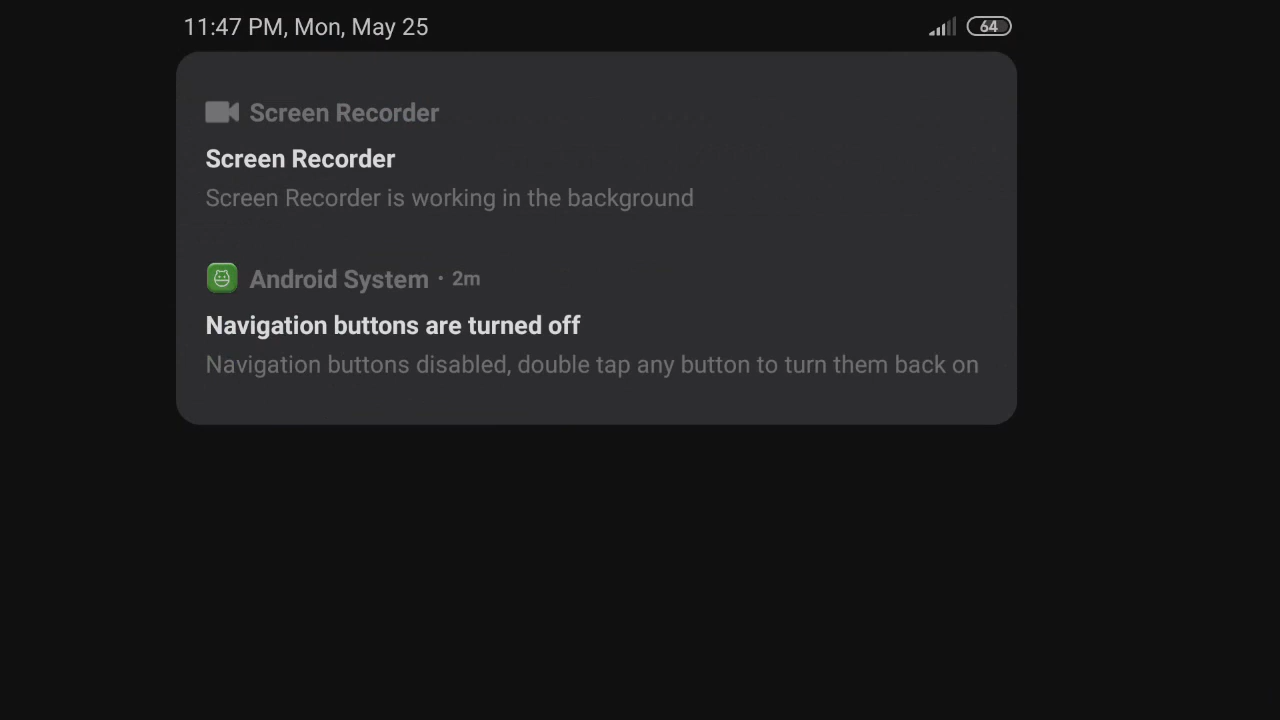 11:47 PM, Mon, May 25
64
Screen Recorder
Screen Recorder
Screen Recorder is working in the background
Android System · 2m
Navigation buttons are turned off
Navigation buttons disabled, double tap any button to turn them back on